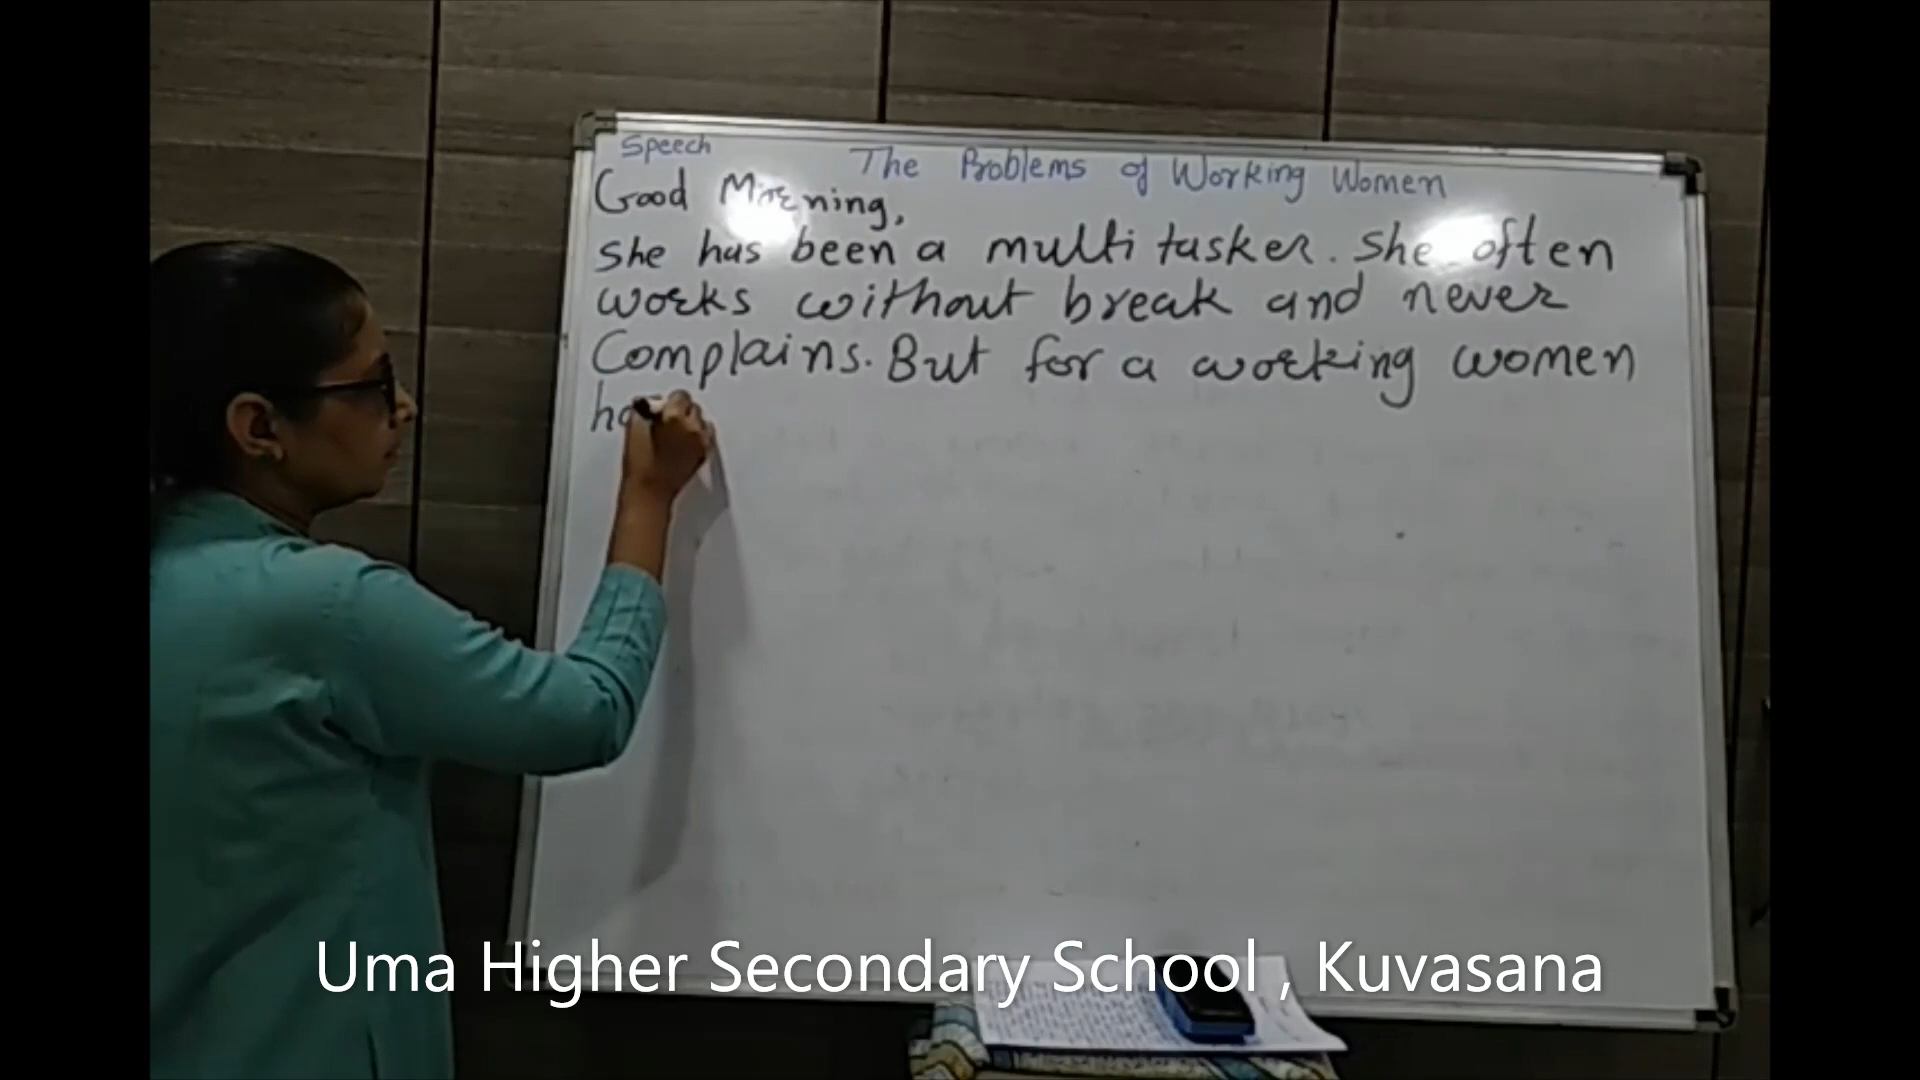 Speech
The Problems of Working Women
Good Morning,
She has been a multi tasker. She often
works without break and never
Complains. But for a working women
Uma Higher Secondary School , Kuvasana